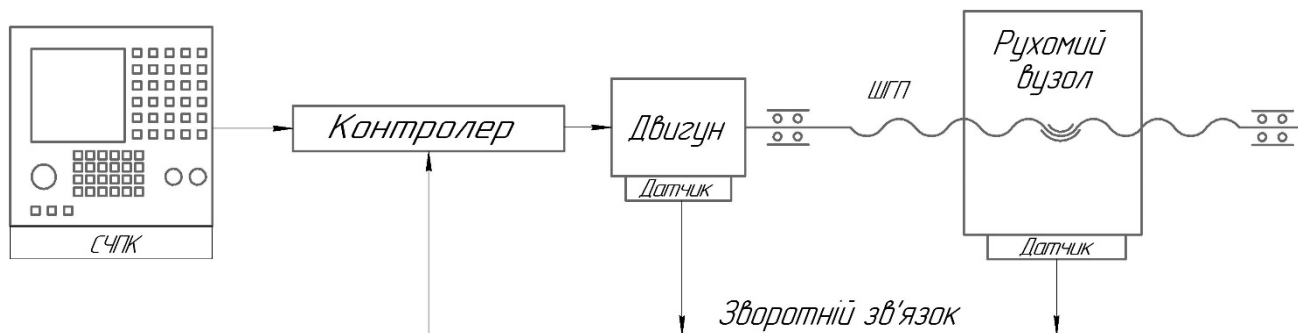 СЧПК
Контролер
Двигун
Датчик
ШГП
Рухомий
вузол
Датчик
Зворотній зв'язок